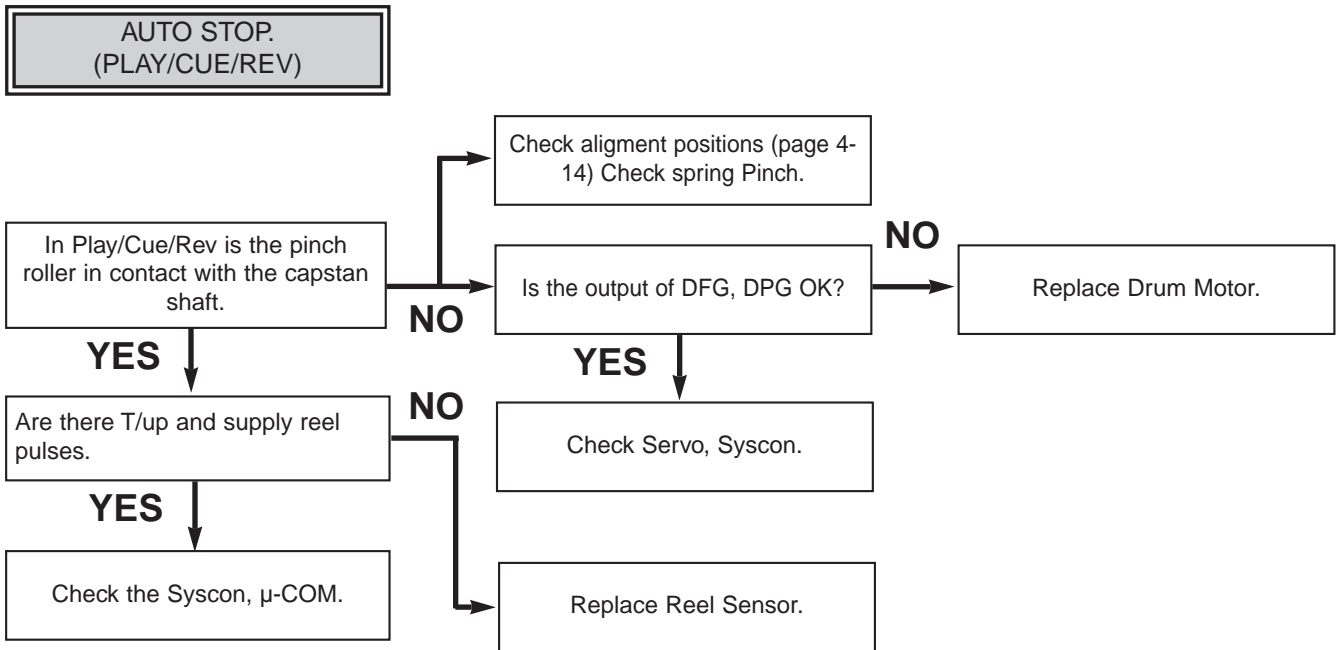 AUTO STOP.
(PLAY/CUE/REV)
Check aligment positions (page 4-
14) Check spring Pinch.
In Play/Cue/Rev is the pinch
roller in contact with the capstan
shaft.
NO
Is the output of DFG, DPG OK?
NO
Replace Drum Motor.
YES
YES
Are there T/up and supply reel
pulses.
NO
Check Servo, Syscon.
YES
Check the Syscon, µ-COM.
Replace Reel Sensor.